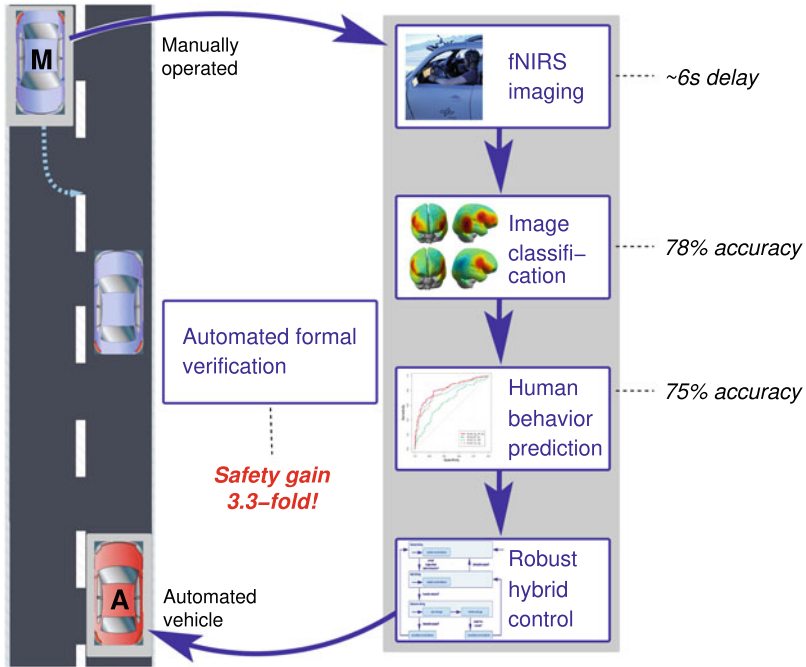 M
Manually
operated
fNIRS
imaging
~6s delay
Image
classifi−
cation
78% accuracy
Automated formal
verification
Safety gain
3.3−fold!
Human
behavior
prediction
75% accuracy
Robust
hybrid
control
A
Automated
vehicle